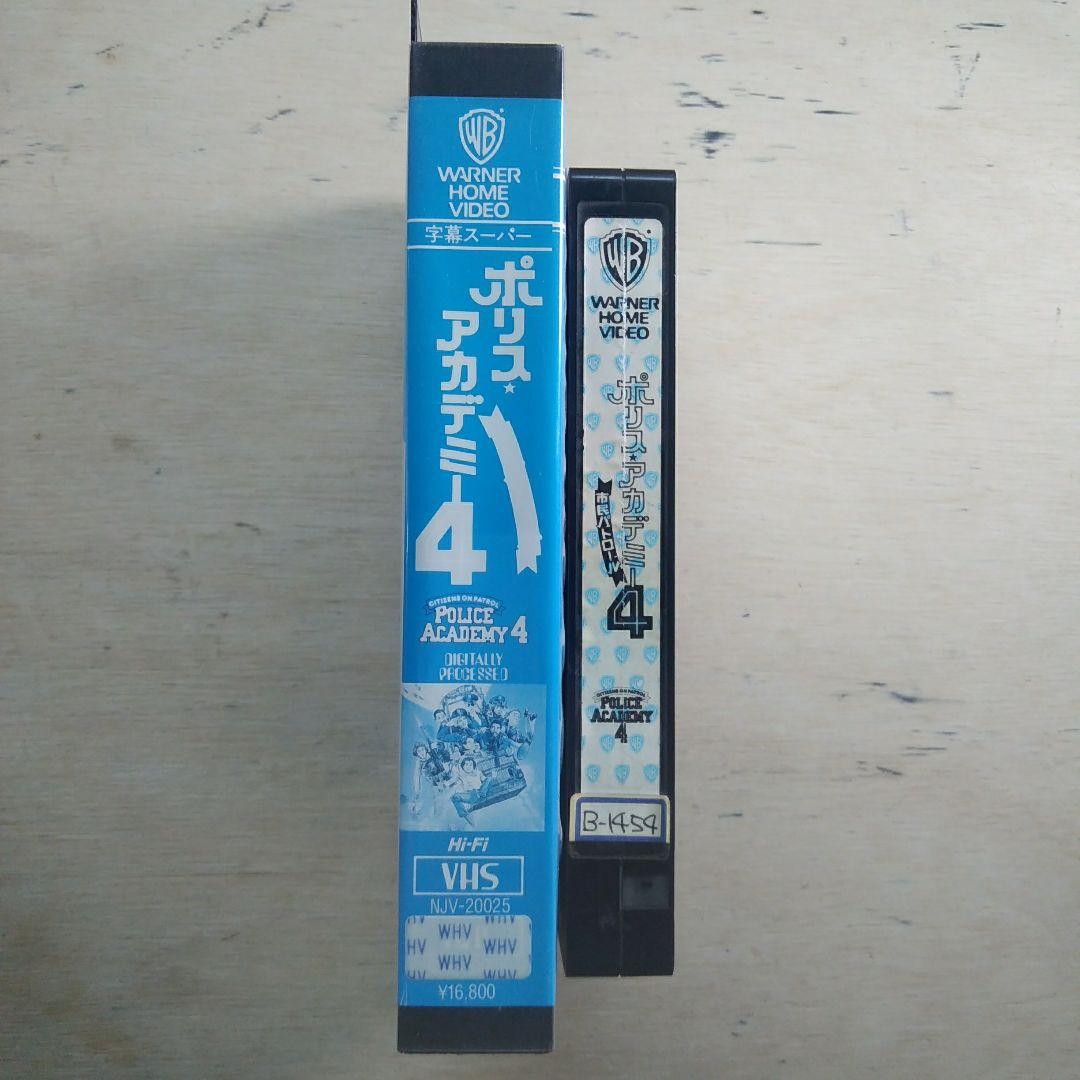 WB
WARNER
HOME
VIDEO
字幕スーパー
ポリス★
アカデミー
4
CITIZENS ON PATROL
POLICE
ACADEMY 4
DIGITALLY
PROCESSED
Hi-Fi
VHS
NJV-20025
WHV
WHV
WHV
WHV
¥16,800
WB
WARNER
HOME
VIDEO
ポリス★アカデミー
市民パトロール
4
CITIZENS ON PATROL
POLICE
ACADEMY
4
B-1454